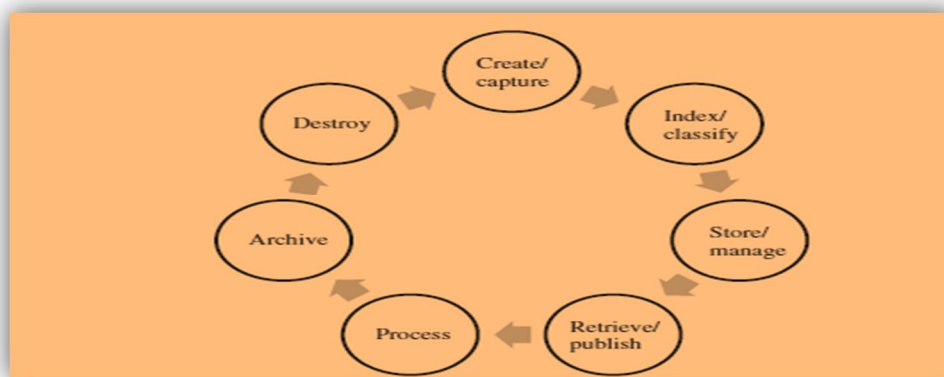 Create/
capture
Index/
classify
Store/
manage
Retrieve/
publish
Process
Archive
Destroy